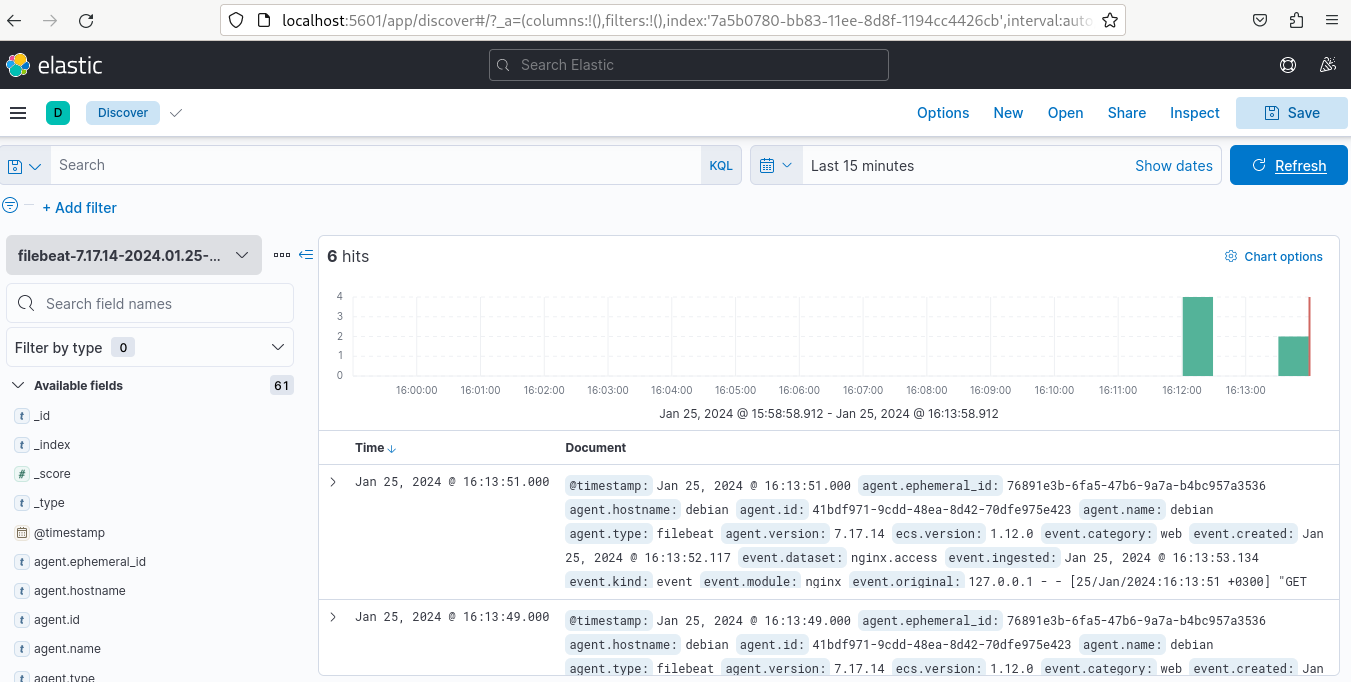 localhost:5601/app/discover#/?_a=(columns:!(),filters:!(),index:'7a5b0780-bb83-11ee-8d8f-1194cc4426cb',interval:auto
elastic
Search Elastic
D Discover Options New Open Share Inspect Save
Search KQL Last 15 minutes Show dates Refresh
+ Add filter
filebeat-7.17.14-2024.01.25-...
Search field names
Filter by type 0
Available fields 61
t _id
t _index
# _score
t _type
@timestamp
t agent.ephemeral_id
t agent.hostname
t agent.id
t agent.name
t agent.type
6 hits Chart options
4
3
2
1
0
16:00:00 16:01:00 16:02:00 16:03:00 16:04:00 16:05:00 16:06:00 16:07:00 16:08:00 16:09:00 16:10:00 16:11:00 16:12:00 16:13:00
Jan 25, 2024 @ 15:58:58.912 - Jan 25, 2024 @ 16:13:58.912
Time Document
Jan 25, 2024 @ 16:13:51.000 @timestamp: Jan 25, 2024 @ 16:13:51.000 agent.ephemeral_id: 76891e3b-6fa5-47b6-9a7a-b4bc957a3536
agent.hostname: debian agent.id: 41bdf971-9cdd-48ea-8d42-70dfe975e423 agent.name: debian
agent.type: filebeat agent.version: 7.17.14 ecs.version: 1.12.0 event.category: web event.created: Jan
25, 2024 @ 16:13:52.117 event.dataset: nginx.access event.ingested: Jan 25, 2024 @ 16:13:53.134
event.kind: event event.module: nginx event.original: 127.0.0.1 - - [25/Jan/2024:16:13:51 +0300] "GET
Jan 25, 2024 @ 16:13:49.000 @timestamp: Jan 25, 2024 @ 16:13:49.000 agent.ephemeral_id: 76891e3b-6fa5-47b6-9a7a-b4bc957a3536
agent.hostname: debian agent.id: 41bdf971-9cdd-48ea-8d42-70dfe975e423 agent.name: debian
agent.type: filebeat agent.version: 7.17.14 ecs.version: 1.12.0 event.category: web event.created: Jan